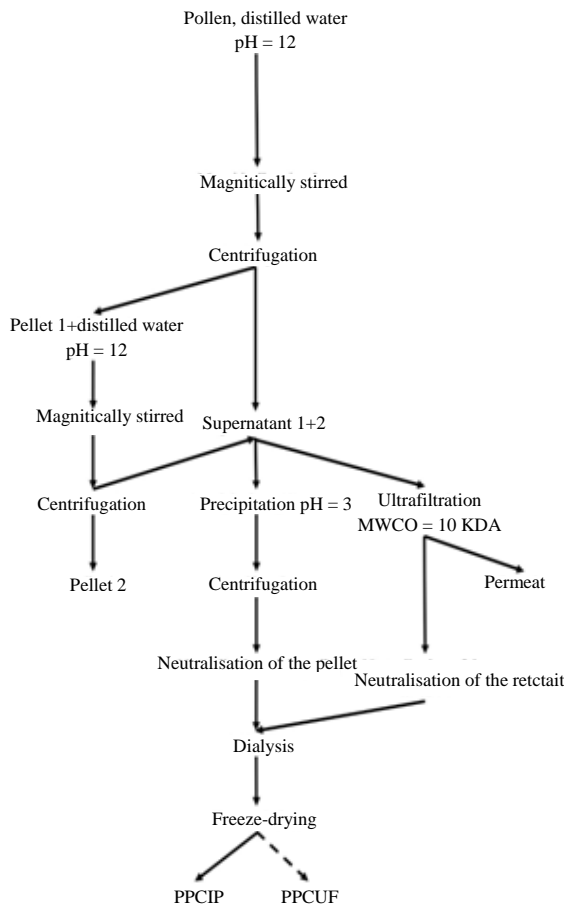 Pollen, distilled water
pH = 12
Magnitically stirred
Centrifugation
Pellet 1+distilled water
pH = 12
Magnitically stirred
Supernatant 1+2
Centrifugation
Precipitation pH = 3
Ultrafiltration
MWCO = 10 KDA
Pellet 2
Centrifugation
Permeat
Neutralisation of the pellet
Neutralisation of the retctait
Dialysis
Freeze-drying
PPCIP
PPCUF